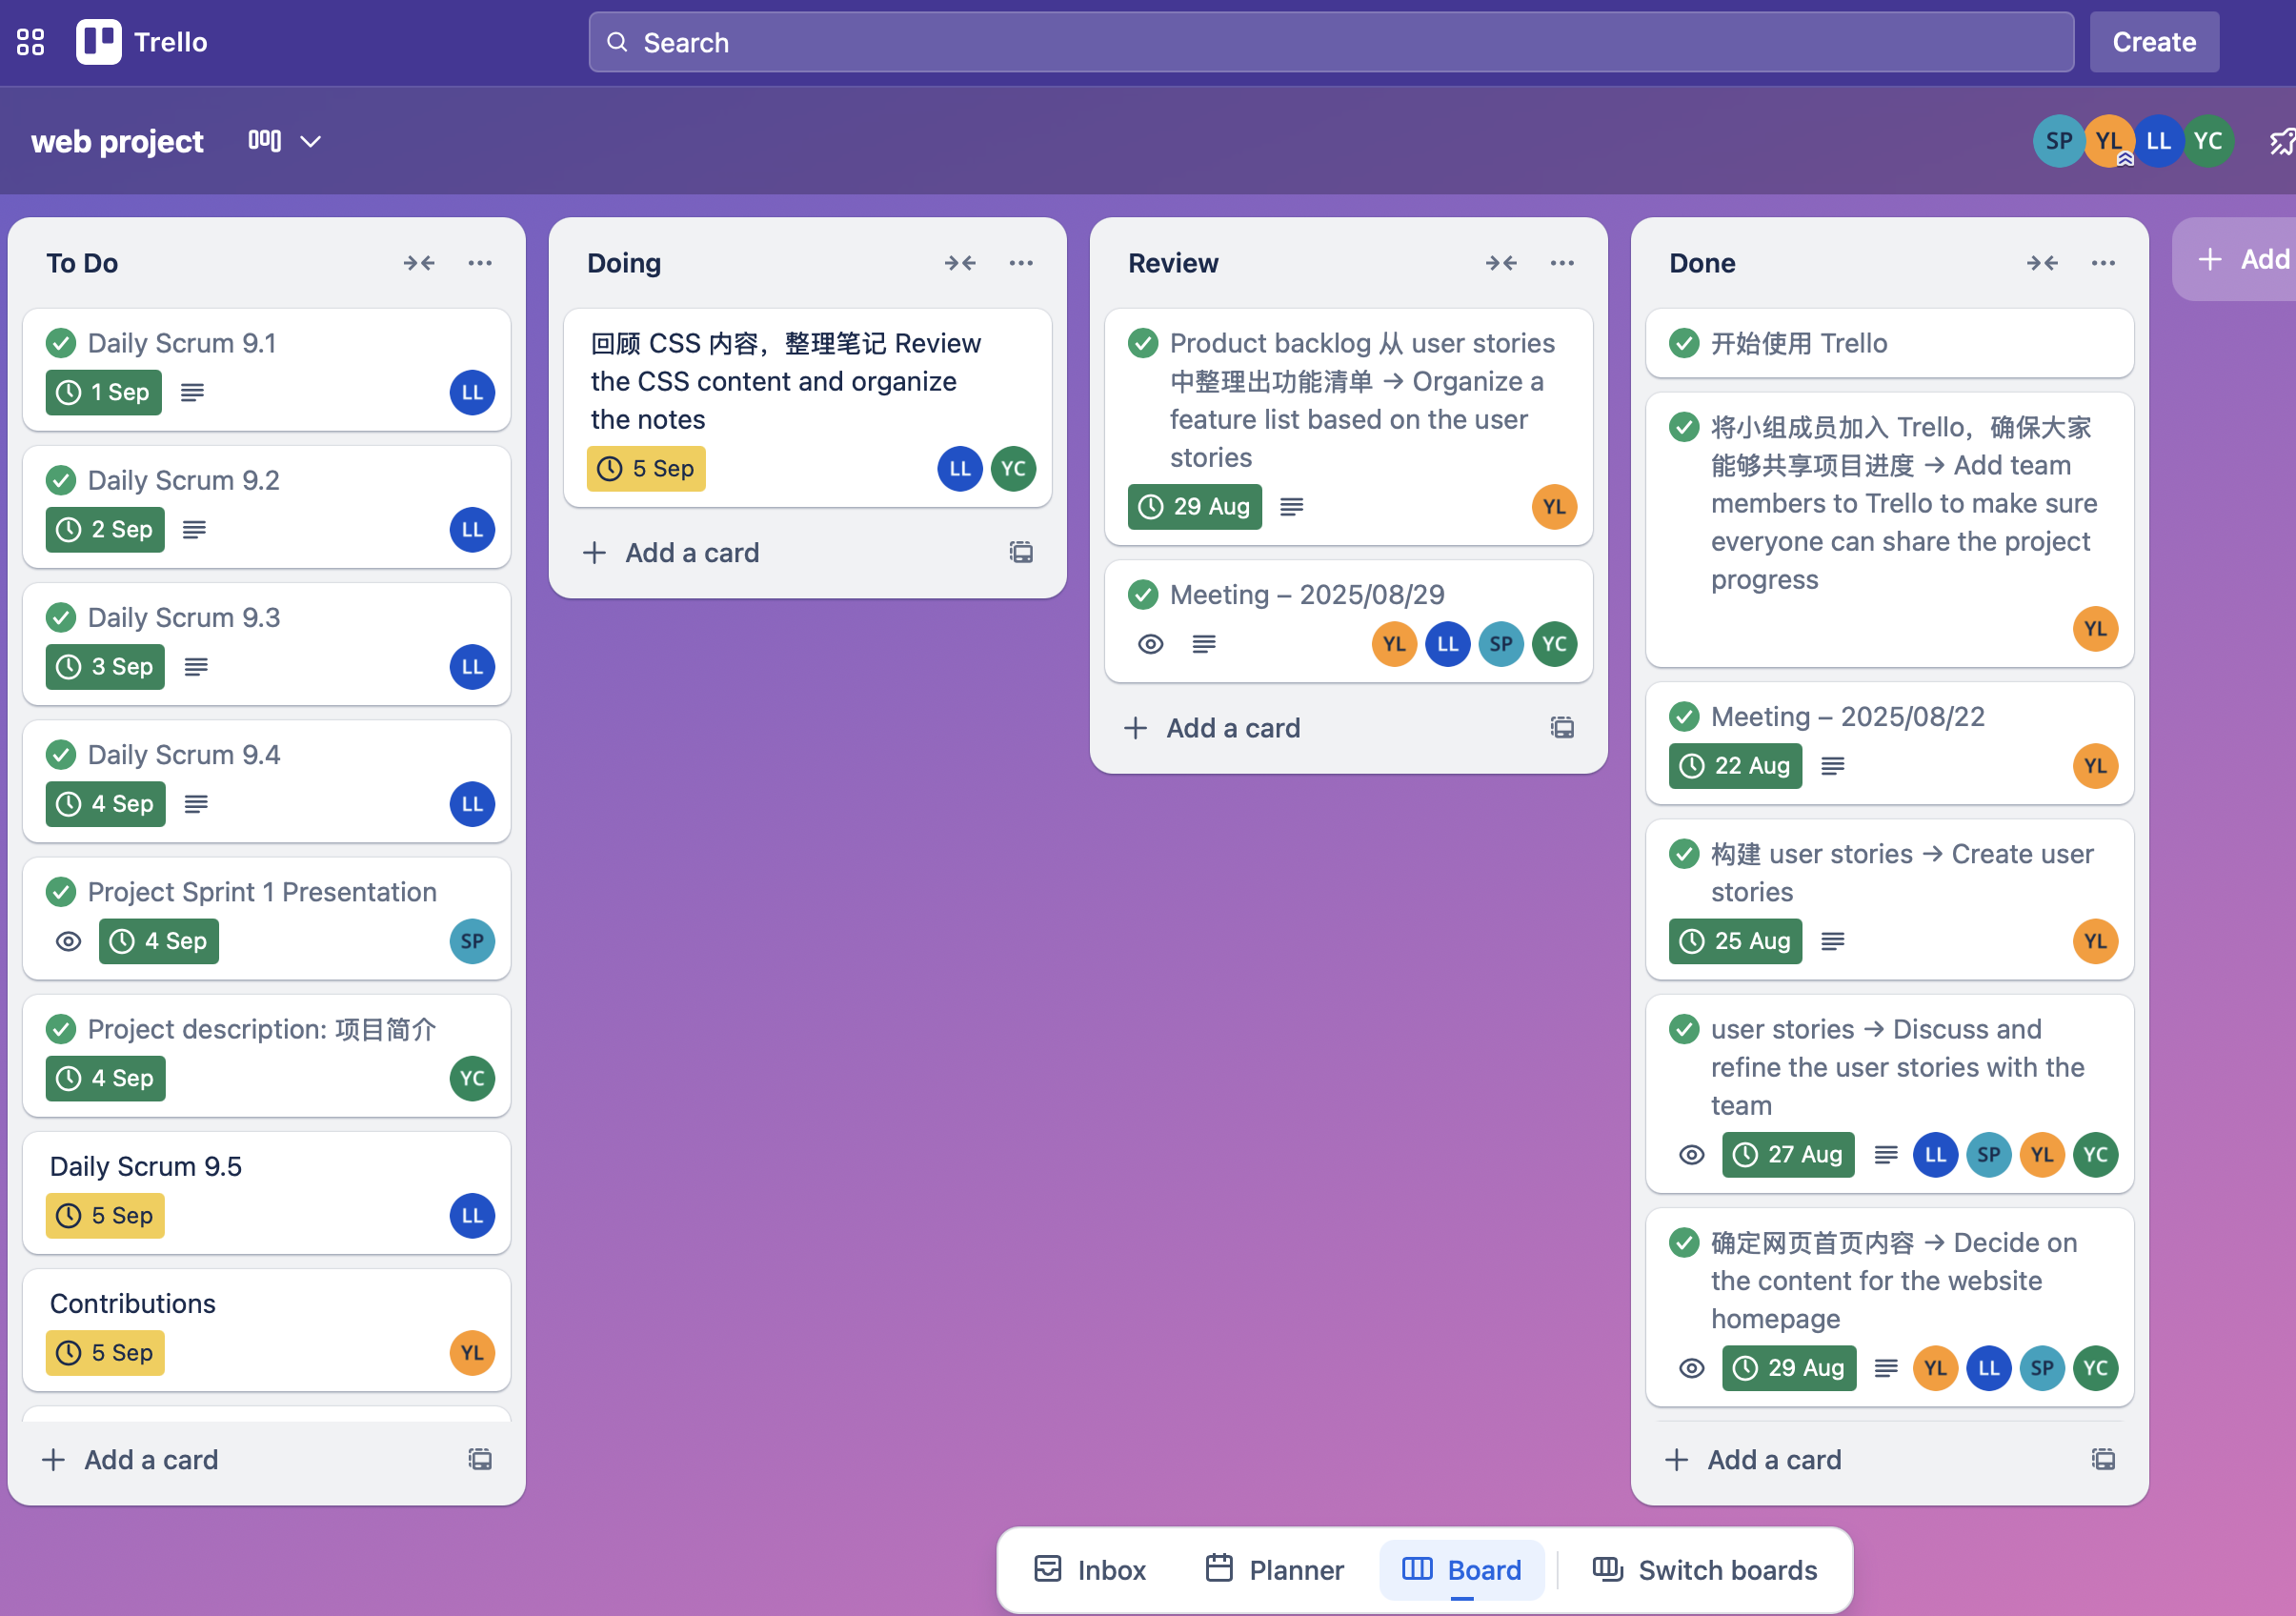 Trello
Search
Create
web project
SP
YL
LL
YC
To Do
Daily Scrum 9.1
1 Sep
LL
Daily Scrum 9.2
2 Sep
LL
Daily Scrum 9.3
3 Sep
LL
Daily Scrum 9.4
4 Sep
LL
Project Sprint 1 Presentation
4 Sep
SP
Project description: 项目简介
4 Sep
YC
Daily Scrum 9.5
5 Sep
LL
Contributions
5 Sep
YL
Add a card
Doing
回顾 CSS 内容，整理笔记 Review
the CSS content and organize
the notes
5 Sep
LL
YC
Add a card
Review
Product backlog 从 user stories
中整理出功能清单 → Organize a
feature list based on the user
stories
29 Aug
YL
Meeting – 2025/08/29
YL
LL
SP
YC
Add a card
Done
开始使用 Trello
将小组成员加入 Trello，确保大家
能够共享项目进度 → Add team
members to Trello to make sure
everyone can share the project
progress
YL
Meeting – 2025/08/22
22 Aug
YL
构建 user stories → Create user
stories
25 Aug
YL
user stories → Discuss and
refine the user stories with the
team
27 Aug
LL
SP
YL
YC
确定网页首页内容 → Decide on
the content for the website
homepage
29 Aug
YL
LL
SP
YC
Add a card
Add
Inbox
Planner
Board
Switch boards